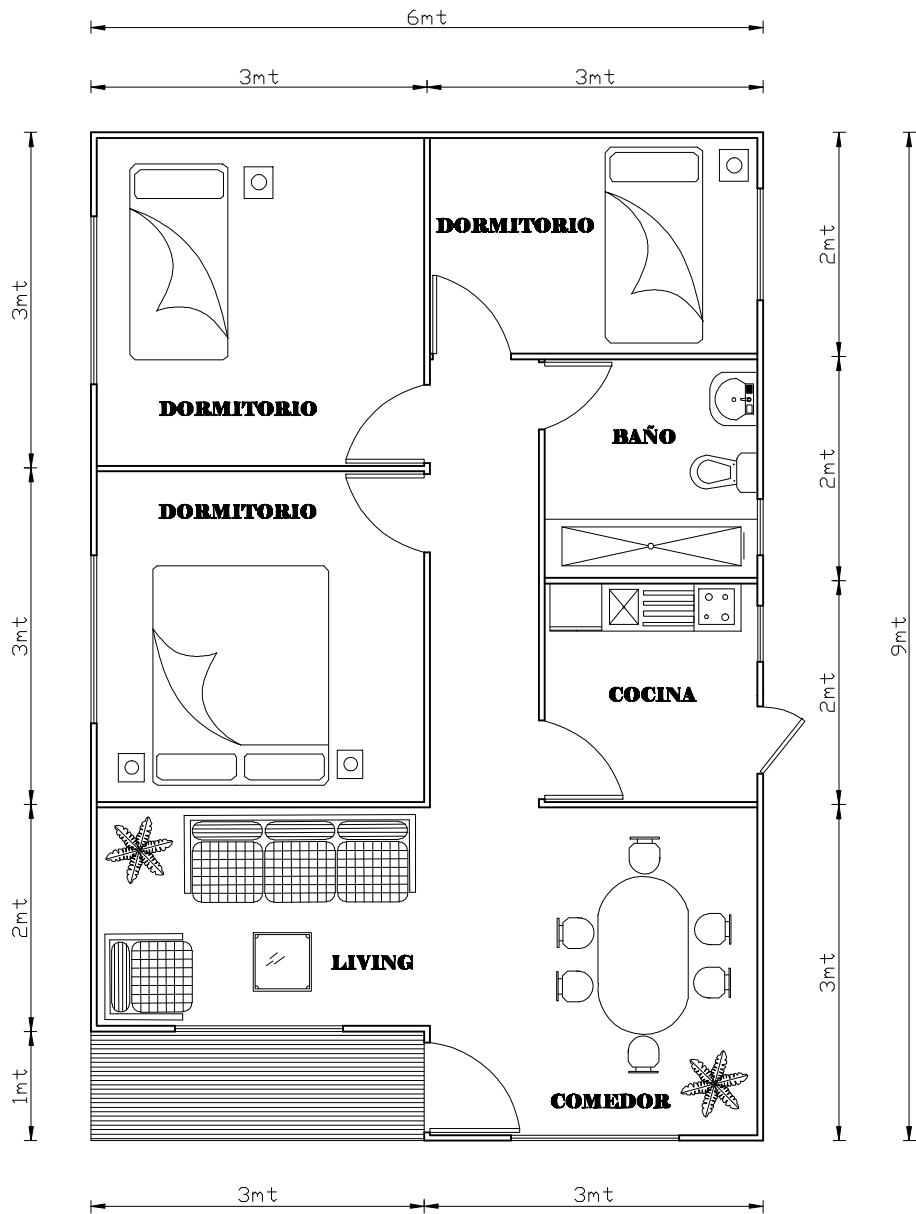 6mt
3mt
3mt
DORMITORIO
2mt
3mt
DORMITORIO
BAÑO
2mt
DORMITORIO
3mt
9mt
COCINA
2mt
2mt
LIVING
3mt
1mt
COMEDOR
3mt
3mt